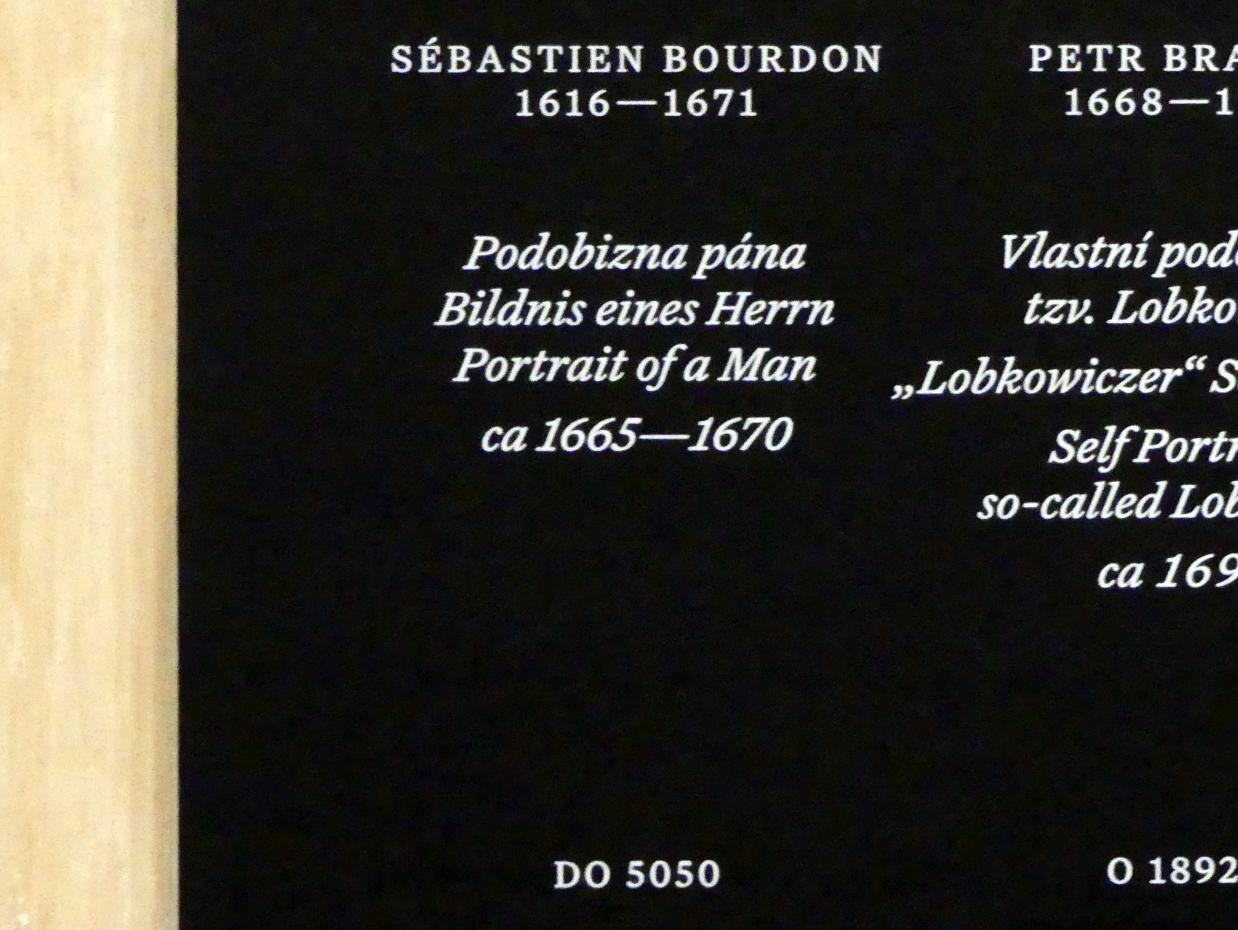 SÉBASTIEN BOURDON
1616—1671
Podobizna pána
Bildnis eines Herrn
Portrait of a Man
ca 1665—1670
DO 5050
PETR BRA
1668—1
Vlastní pod
tzv. Lobko
„Lobkowiczer“ S
Self Portr
so-called Lob
ca 169
O 1892